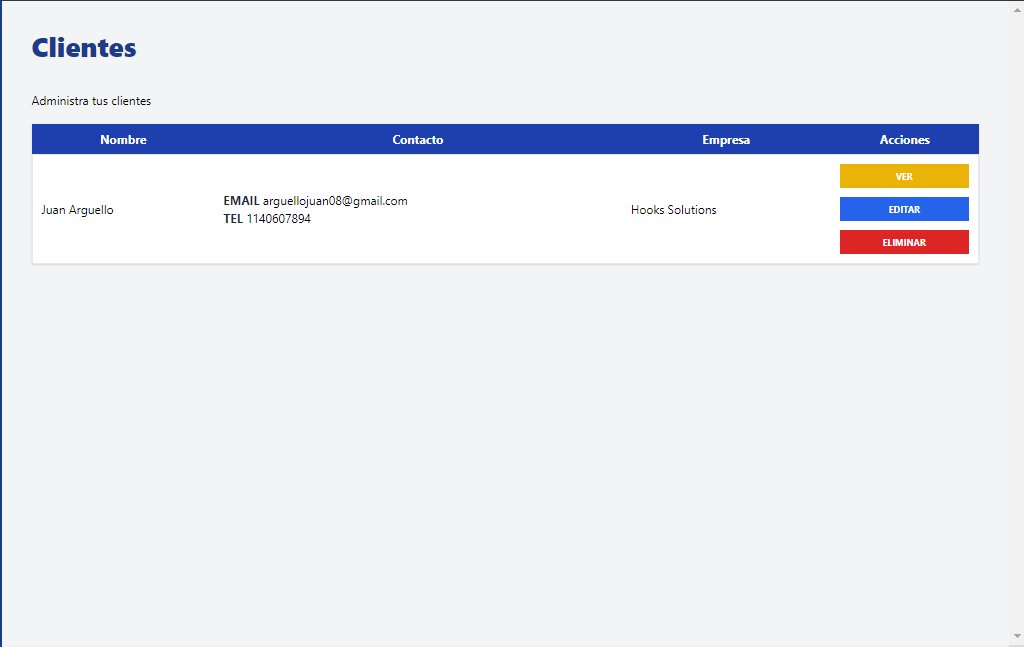 Clientes
Administra tus clientes
Nombre Contacto Empresa Acciones
Juan Arguello
EMAIL arguellojuan08@gmail.com
TEL 1140607894
Hooks Solutions
VER
EDITAR
ELIMINAR